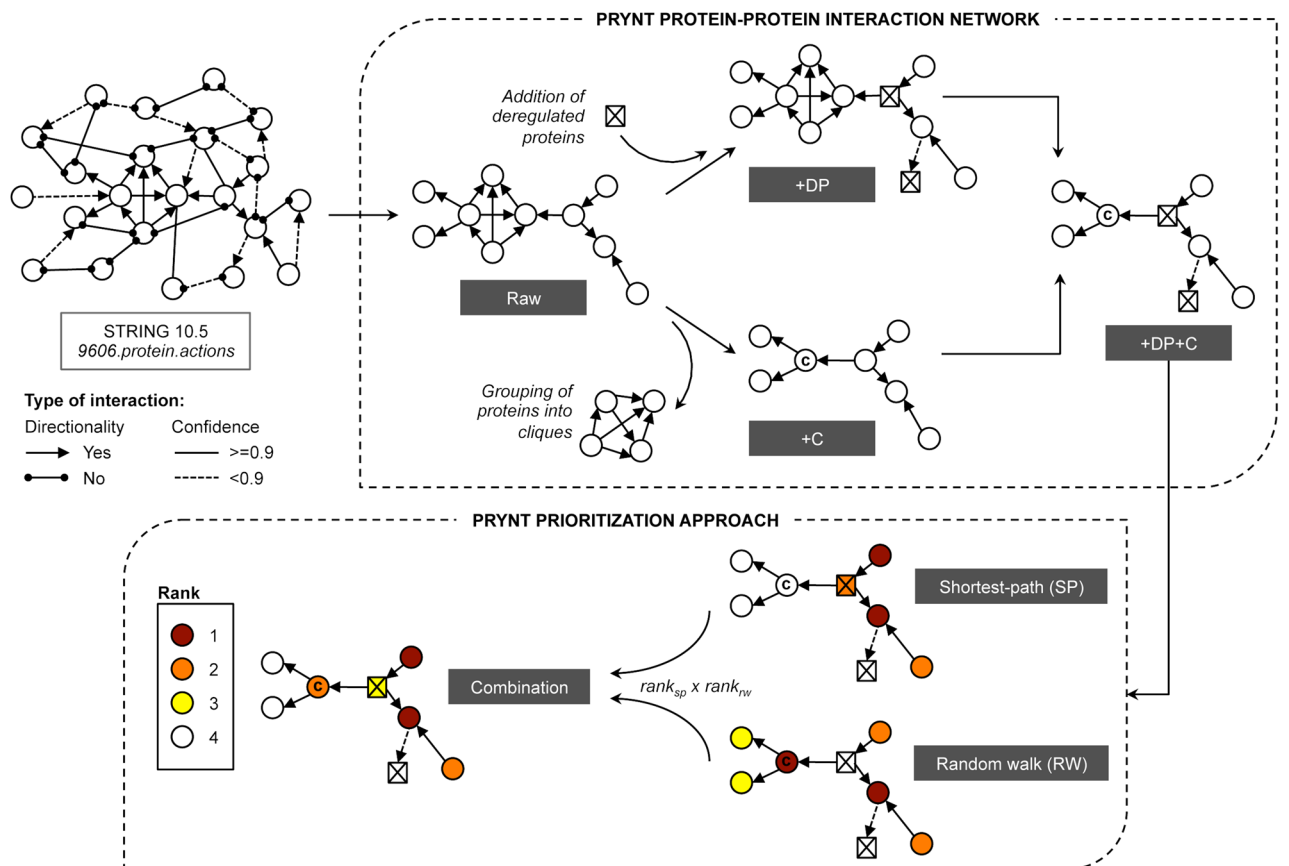 PRYNT PROTEIN-PROTEIN INTERACTION NETWORK
Addition of
deregulated
proteins
+DP
Raw
STRING 10.5
9606.protein.actions
+DP+C
C
Type of interaction:
Directionality
Confidence
Yes
>=0.9
No
<0.9
Grouping of
proteins into
cliques
C
+C
PRYNT PRIORITIZATION APPROACH
Rank
1
2
3
4
C
Combination
rank_sp x rank_rw
C
Shortest-path (SP)
C
Random walk (RW)